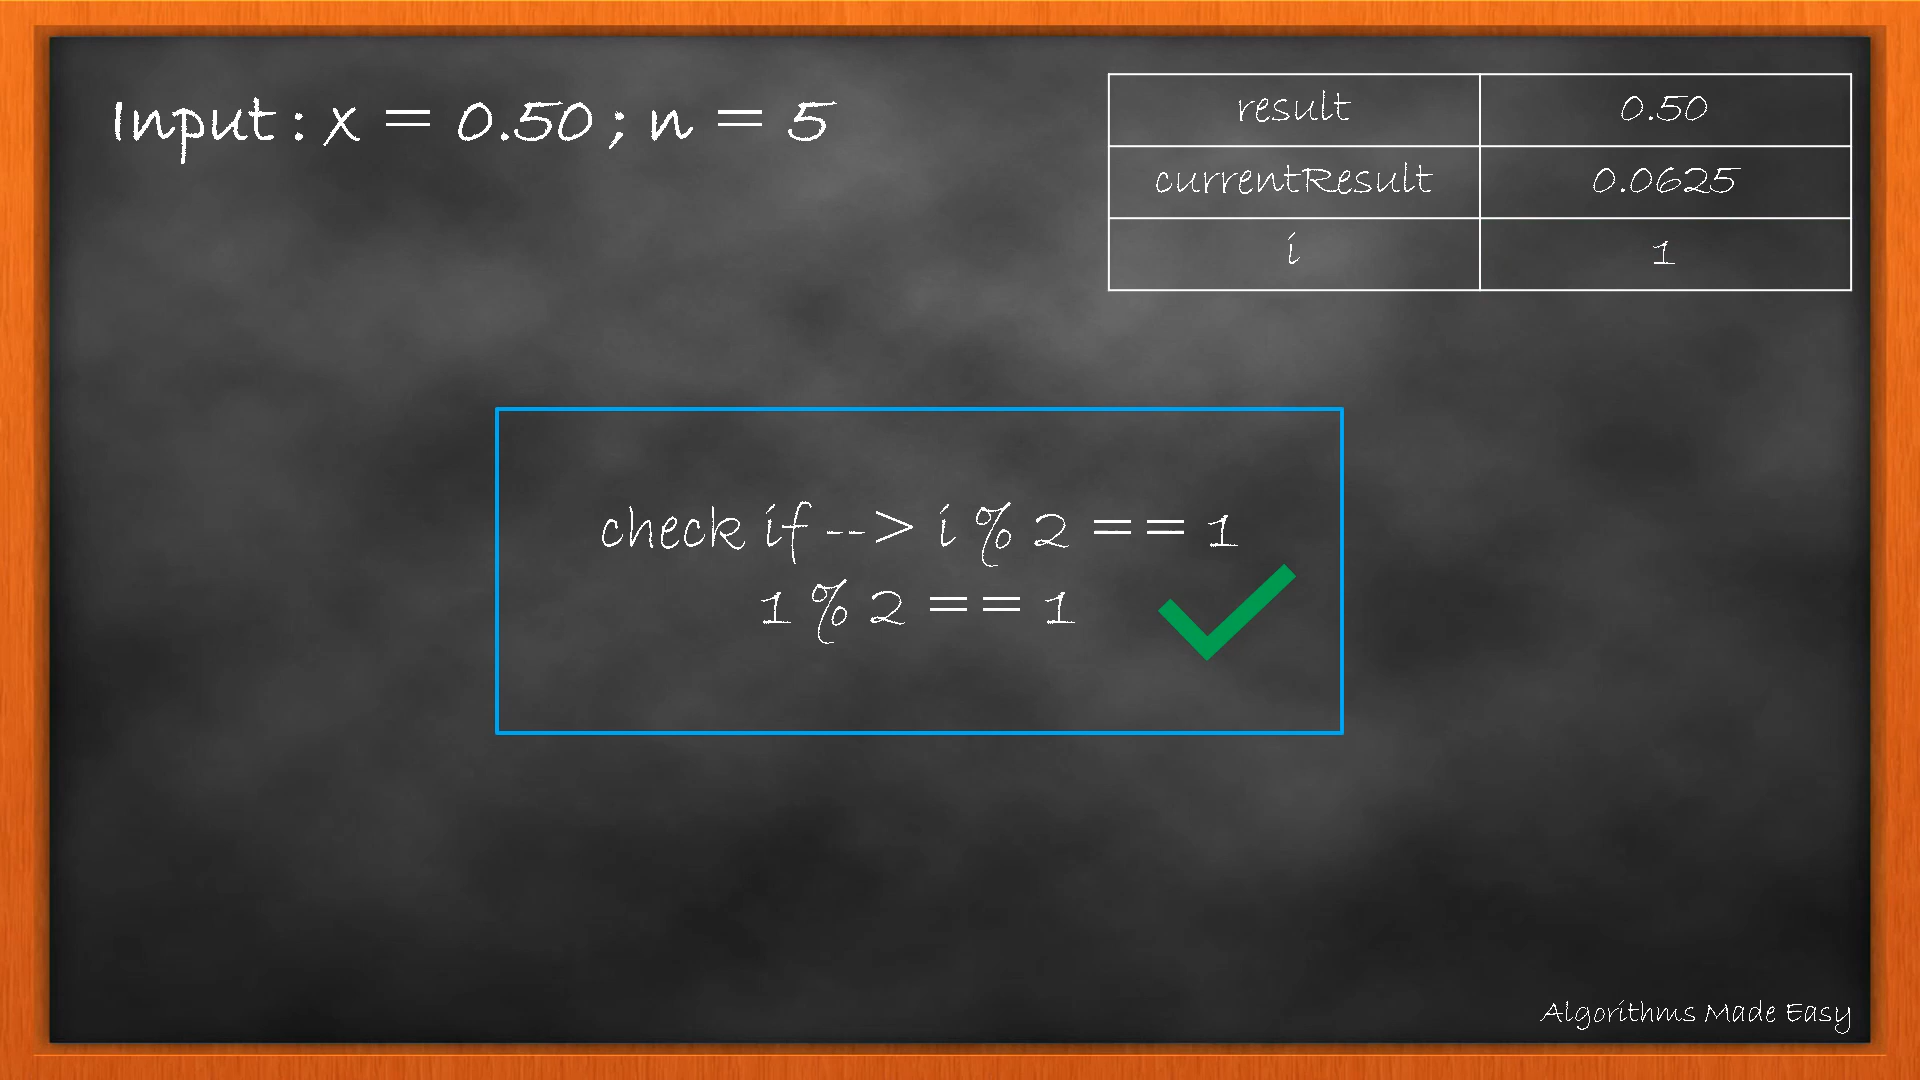 Input : x = 0.50 ; n = 5
result 0.50
currentResult 0.0625
i 1
check if --> i % 2 == 1
1 % 2 == 1
Algorithms Made Easy